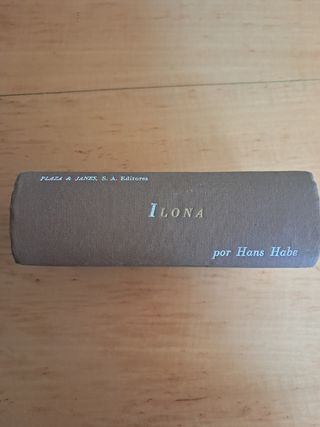 PLAZA & JANES, S. A. Editores
ILONA
por Hans Habe